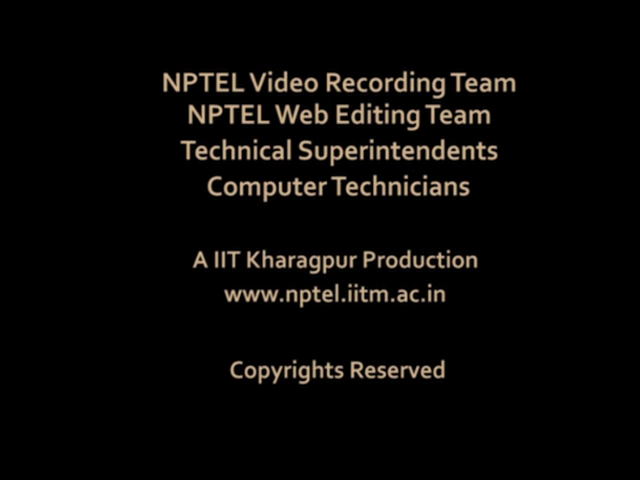 NPTEL Video Recording Team
NPTEL Web Editing Team
Technical Superintendents
Computer Technicians
A IIT Kharagpur Production
www.nptel.iitm.ac.in
Copyrights Reserved